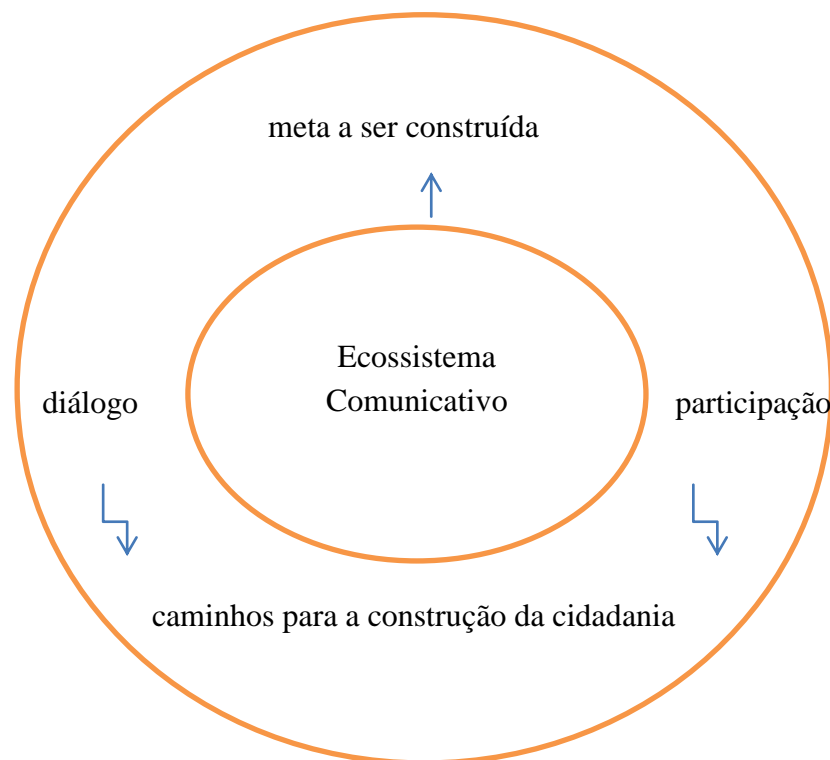 meta a ser construída
Ecossistema
Comunicativo
diálogo
participação
caminhos para a construção da cidadania